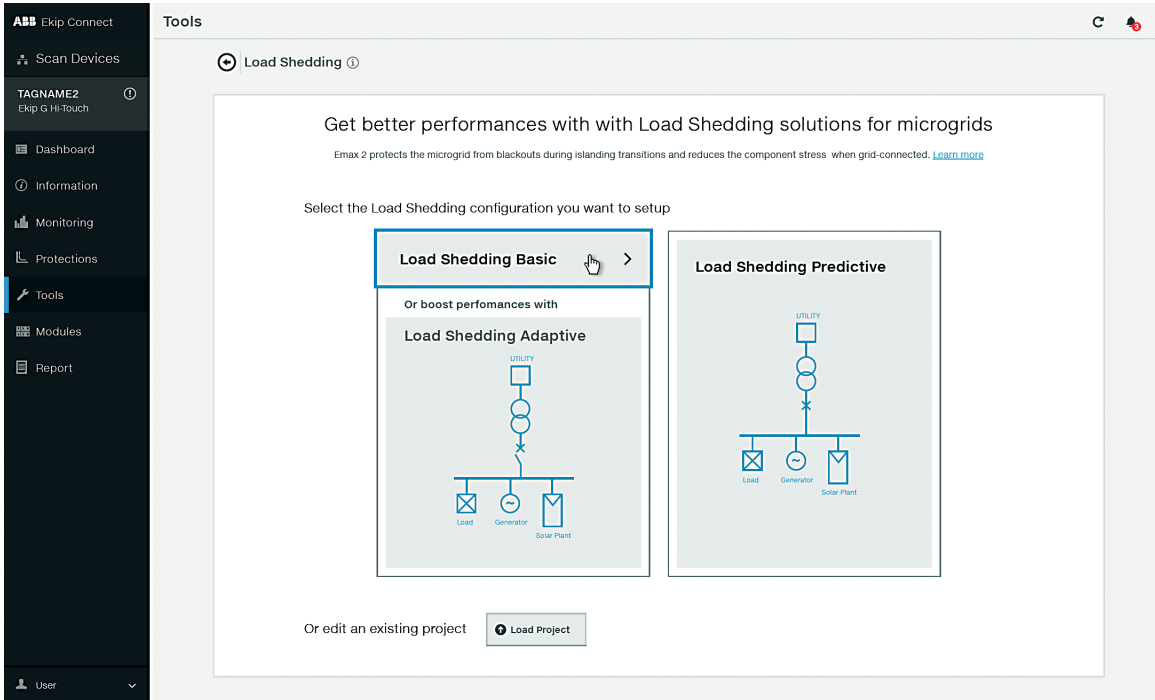 ABB Ekip Connect
Tools
3
Scan Devices
Load Shedding
TAGNAME2
Ekip G Hi-Touch
Dashboard
Information
Monitoring
Protections
Tools
Modules
Report
User
Get better performances with with Load Shedding solutions for microgrids
Emax 2 protects the microgrid from blackouts during islanding transitions and reduces the component stress when grid-connected. Learn more
Select the Load Shedding configuration you want to setup
Load Shedding Basic
Or boost perfomances with
Load Shedding Adaptive
UTILITY
Load
Generator
Solar Plant
Load Shedding Predictive
UTILITY
Load
Generator
Solar Plant
Or edit an existing project
Load Project